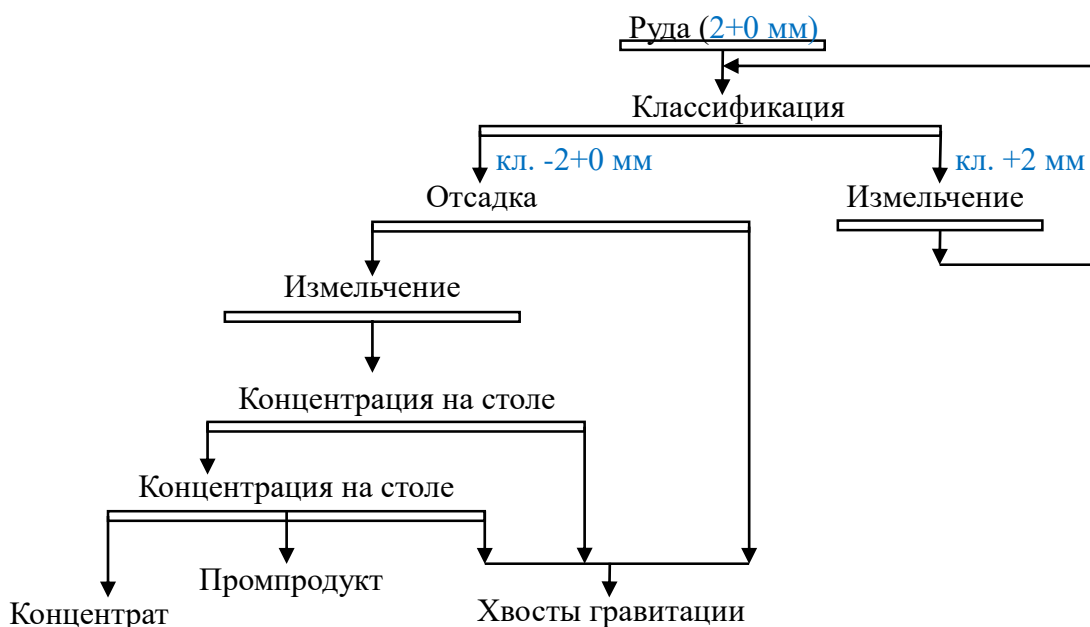 Руда (2+0 мм)
Классификация
кл. -2+0 мм
кл. +2 мм
Отсадка
Измельчение
Измельчение
Концентрация на столе
Концентрация на столе
Промпродукт
Концентрат
Хвосты гравитации